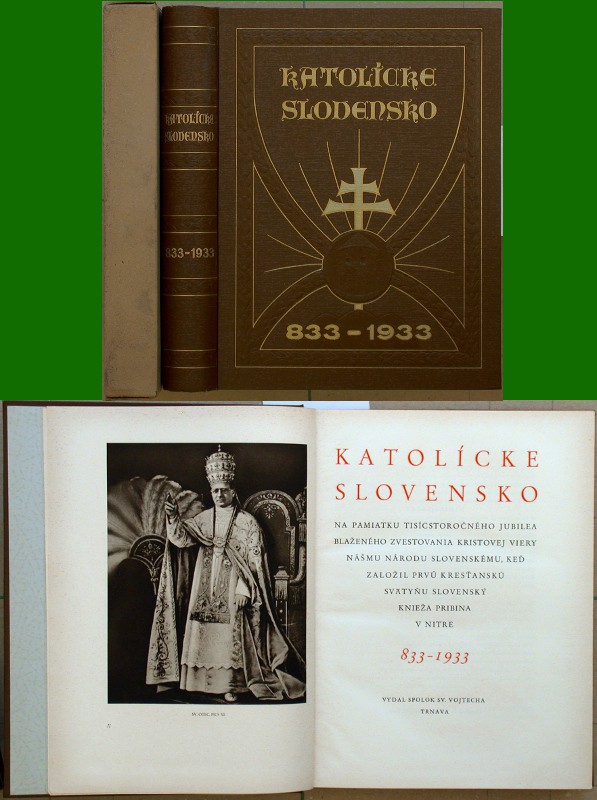 KATOLÍCKE
SLOVENSKO
833-1933
KATOLÍCKE
SLOVENSKO
833-1933
KATOLÍCKE
SLOVENSKO
NA PAMIATKU TISÍCSTOROČNÉHO JUBILEA
BLAŽENÉHO ZVESTOVANIA KRISTOVEJ VIERY
NÁŠMU NÁRODU SLOVENSKÉMU, KEĎ
ZALOŽIL PRVÚ KRESŤANSKÚ
SVÄTYŇU SLOVENSKÝ
KNIEŽA PRIBINA
V NITRE
833-1933
VYDAL SPOLOK SV. VOJTECHA
TRNAVA